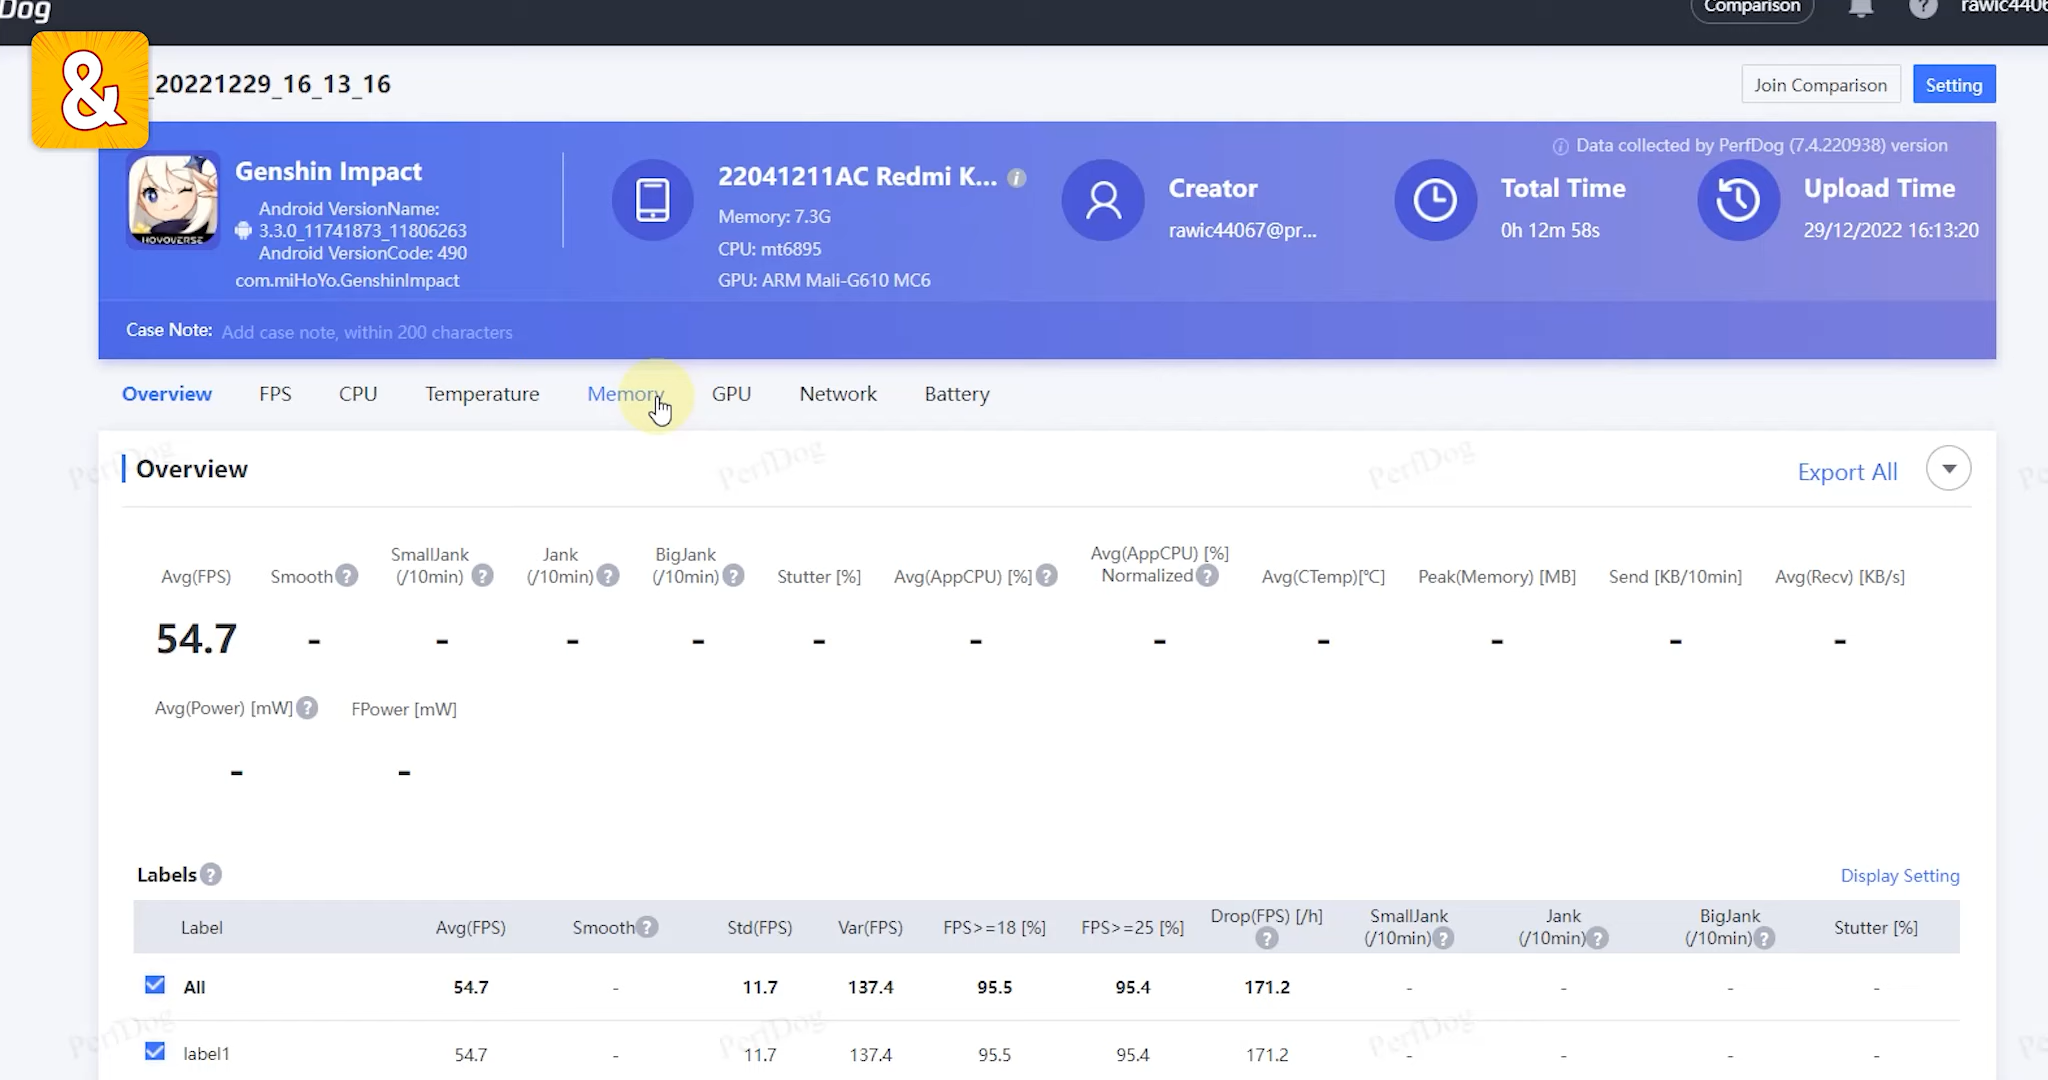 Dog
Comparison
?
rawic4406
&
_20221229_16_13_16
Join Comparison
Setting
Data collected by PerfDog (7.4.220938) version
HOYOVERSE
Genshin Impact
Android VersionName:
3.3.0_11741873_11806263
Android VersionCode: 490
com.miHoYo.GenshinImpact
22041211AC Redmi K...
Memory: 7.3G
CPU: mt6895
GPU: ARM Mali-G610 MC6
Creator
rawic44067@pr...
Total Time
0h 12m 58s
Upload Time
29/12/2022 16:13:20
Case Note: Add case note, within 200 characters
Overview FPS CPU Temperature Memory GPU Network Battery
Overview
Export All
PerfDog PerfDog PerfDog
Avg(FPS) Smooth ? SmallJank (/10min) ? Jank (/10min) ? BigJank (/10min) ? Stutter [%] Avg(AppCPU) [%] ? Avg(AppCPU) [%] Normalized ? Avg(CTemp)[°C] Peak(Memory) [MB] Send [KB/10min] Avg(Recv) [KB/s]
54.7 - - - - - - - - - - -
Avg(Power) [mW] ? FPower [mW]
- -
Labels ?
Display Setting
Label Avg(FPS) Smooth ? Std(FPS) Var(FPS) FPS>=18 [%] FPS>=25 [%] Drop(FPS) [/h] ? SmallJank (/10min) ? Jank (/10min) ? BigJank (/10min) ? Stutter [%]
All 54.7 - 11.7 137.4 95.5 95.4 171.2 - - - -
PerfDog PerfDog PerfDog
label1 54.7 - 11.7 137.4 95.5 95.4 171.2 - - - -